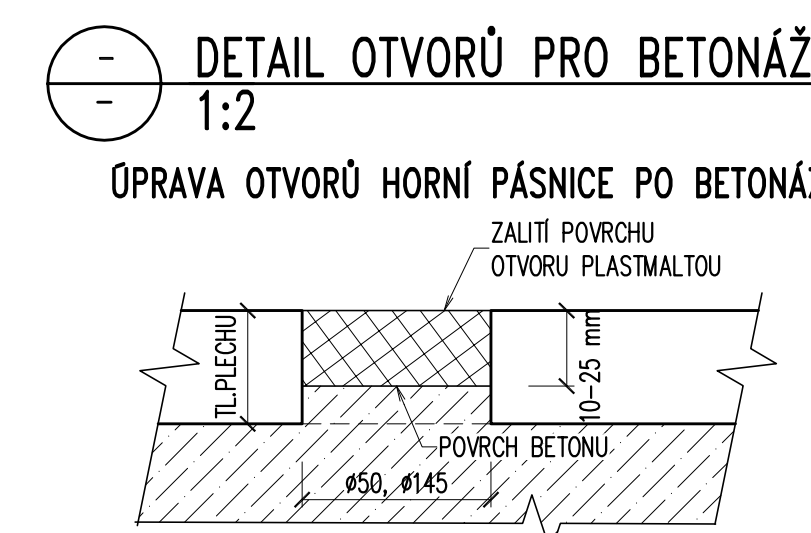 -
-
DETAIL OTVORŮ PRO BETONÁŽ
1:2
ÚPRAVA OTVORŮ HORNÍ PÁSNICE PO BETONÁŽ
ZALITÍ POVRCHU
OTVORU PLASTMALTOU
TL.PLECHU
10-25 mm
POVRCH BETONU
ø50, ø145